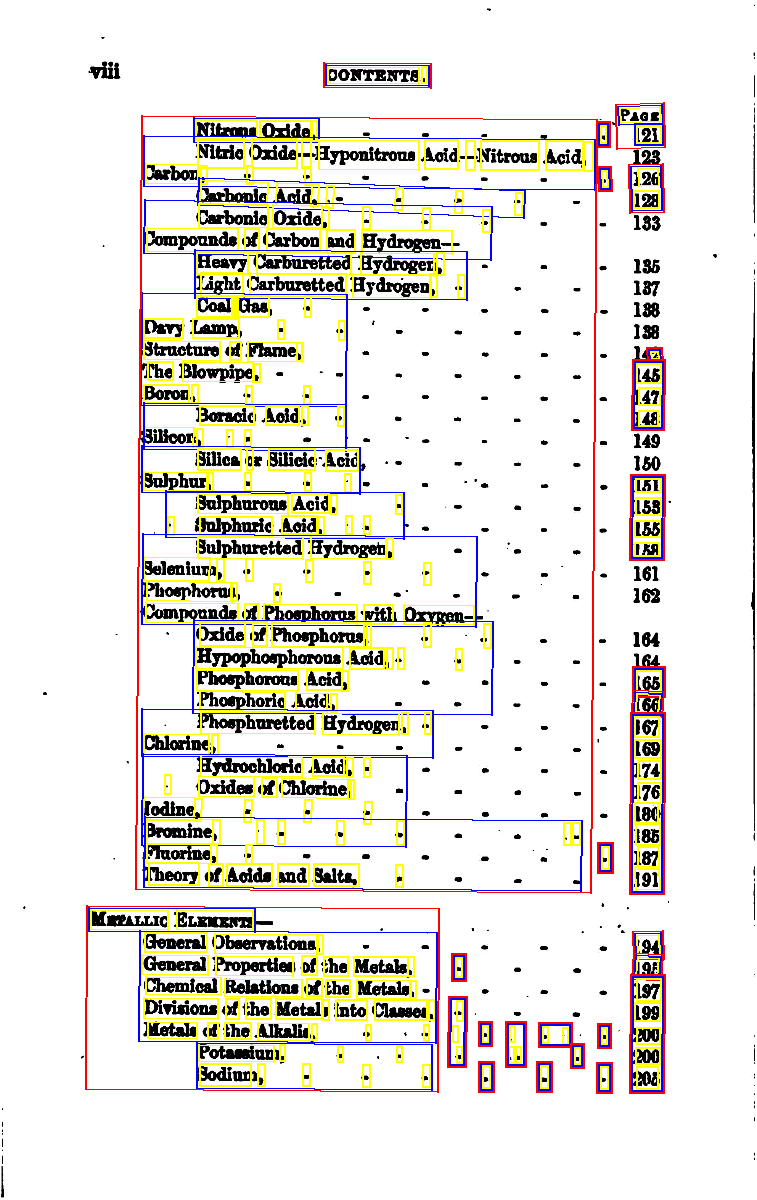 viii
CONTENTS.
PAGE
Nitrous Oxide, - - - - - 121
Nitric Oxide—Hyponitrous Acid—Nitrous Acid, 123
Carbon, - - - - - - - 126
Carbonic Acid, - - - - - 128
Carbonic Oxide, - - - - - 133
Compounds of Carbon and Hydrogen—
Heavy Carburetted Hydrogen, - - - - 135
Light Carburetted Hydrogen, - - - - 137
Coal Gas, - - - - - - 138
Davy Lamp, - - - - - - 138
Structure of Flame, - - - - -
The Blowpipe, - - - - - - 145
Boron, - - - - - - - 147
Boracic Acid, - - - - - 148
Silicon, - - - - - - - 149
Silica or Silicic Acid, - - - - 150
Sulphur, - - - - - - - 151
Sulphurous Acid, - - - - - 153
Sulphuric Acid, - - - - - 155
Sulphuretted Hydrogen, - - - - 158
Selenium, - - - - - - - 161
Phosphorus, - - - - - - 162
Compounds of Phosphorus with Oxygen—
Oxide of Phosphorus, - - - - 164
Hypophosphorous Acid, - - - - 164
Phosphorous Acid, - - - - - 165
Phosphoric Acid, - - - - - 166
Phosphuretted Hydrogen, - - - - 167
Chlorine, - - - - - - 169
Hydrochloric Acid, - - - - - 174
Oxides of Chlorine, - - - - 176
Iodine, - - - - - - - 180
Bromine, - - - - - - 185
Fluorine, - - - - - - - 187
Theory of Acids and Salts, - - - - 191
METALLIC ELEMENTS—
General Observations, - - - - - 194
General Properties of the Metals, - - - 195
Chemical Relations of the Metals, - - - 197
Divisions of the Metals into Classes, - - - 199
Metals of the Alkalis, - - - - - 200
Potassium, - - - - - - 200
Sodium, - - - - - - 205